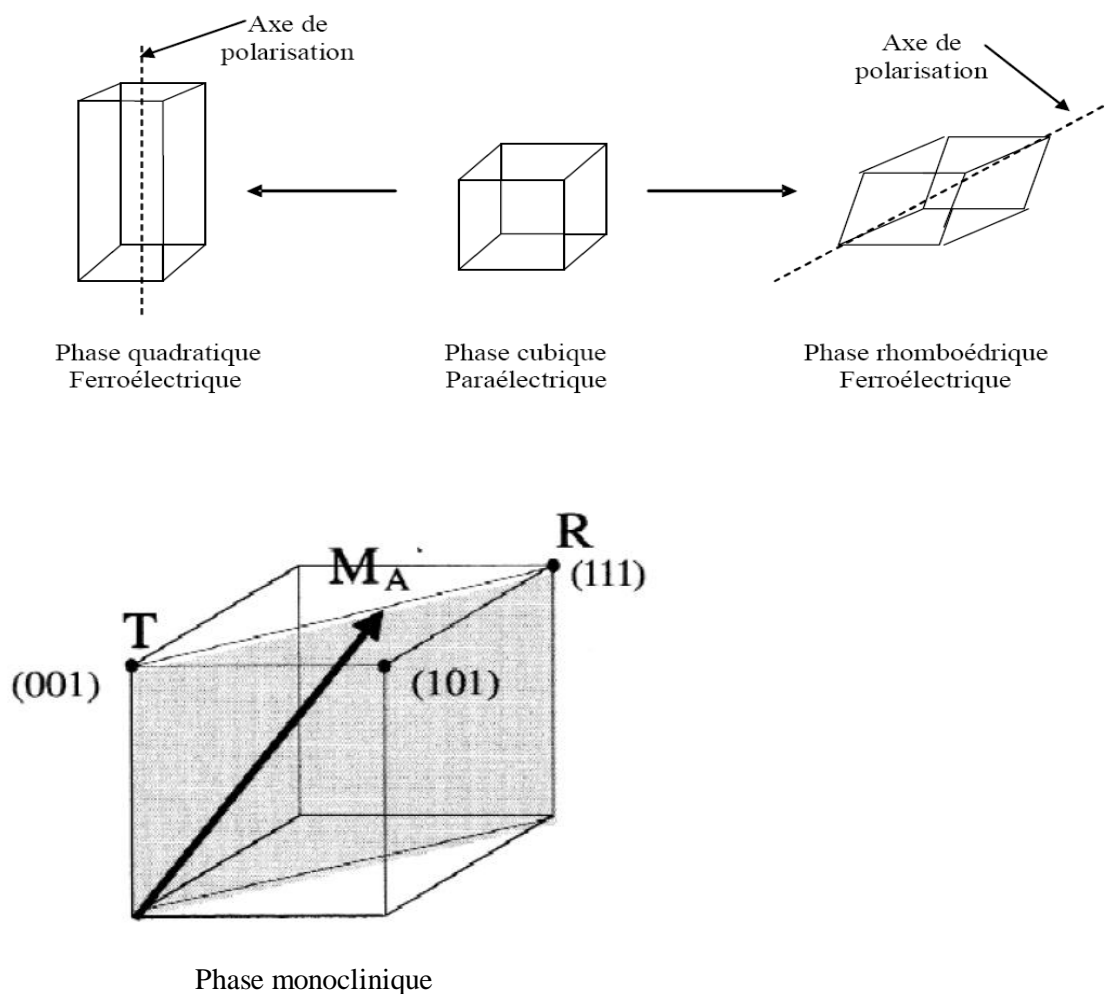 Axe de
polarisation
Axe de
polarisation
Phase quadratique
Ferroélectrique
Phase cubique
Paraélectrique
Phase rhomboédrique
Ferroélectrique
R
(111)
M A
T
(001)
(101)
Phase monoclinique